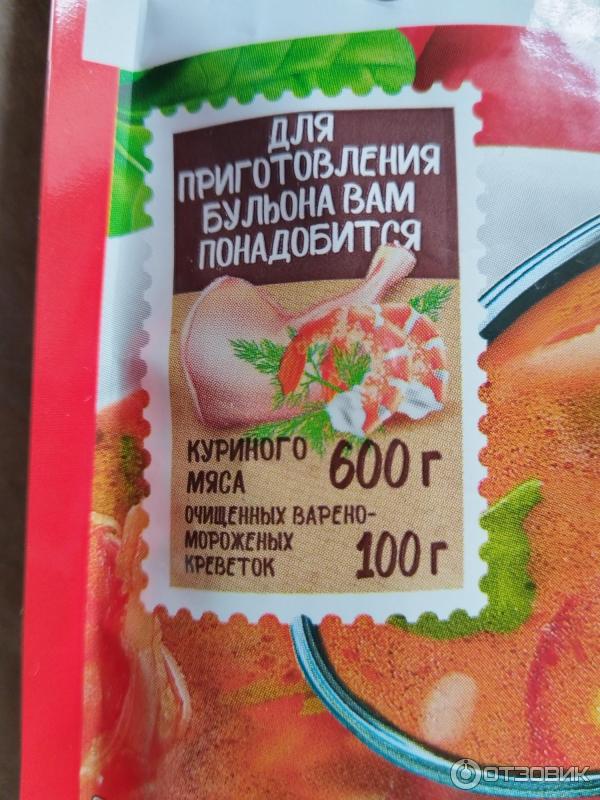 ДЛЯ
ПРИГОТОВЛЕНИЯ
БУЛЬОНА ВАМ
ПОНАДОБИТСЯ
КУРИНОГО
МЯСА 600 г
ОЧИЩЕННЫХ ВАРЕНО-
МОРОЖЕНЫХ
КРЕВЕТОК 100 г
ОТЗОВИК